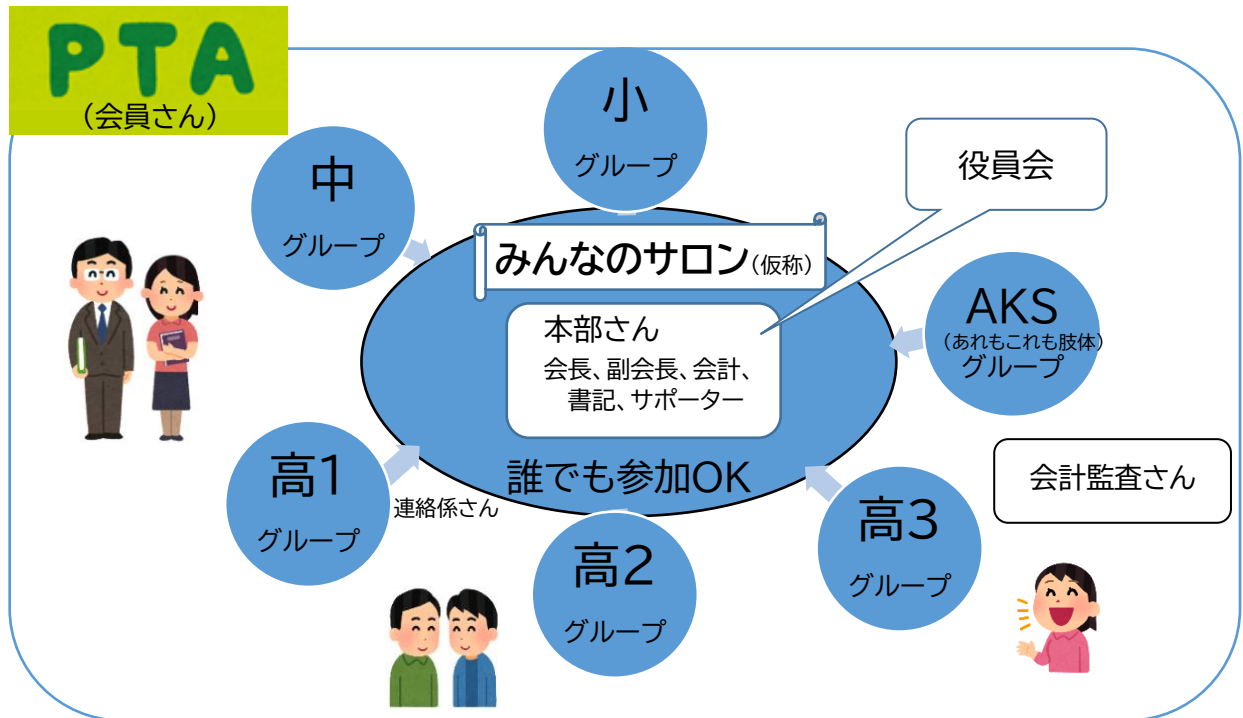 PTA
(会員さん)
小
グループ
中
グループ
役員会
みんなのサロン(仮称)
本部さん
会長、副会長、会計、
書記、サポーター
AKS
(あれもこれも肢体)
グループ
誰でも参加OK
高1
グループ
連絡係さん
高2
グループ
高3
グループ
会計監査さん